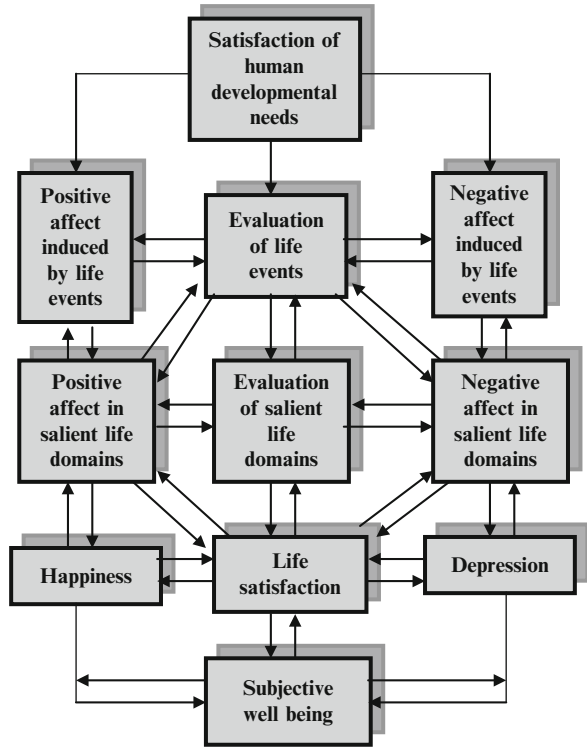 Satisfaction of
human
developmental
needs
Positive
affect
induced
by life
events
Evaluation
of life
events
Negative
affect
induced
by life
events
Positive
affect in
salient life
domains
Evaluation
of salient
life
domains
Negative
affect in
salient life
domains
Happiness
Life
satisfaction
Depression
Subjective
well being